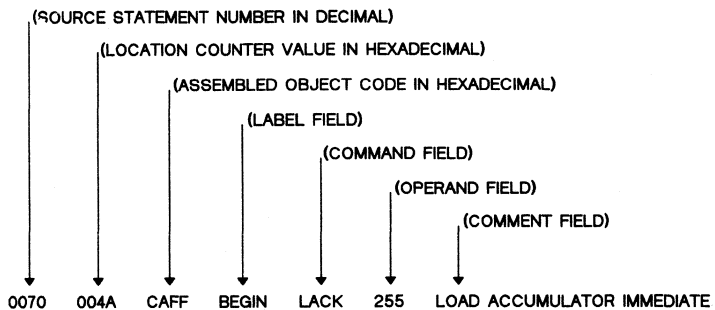 (SOURCE STATEMENT NUMBER IN DECIMAL)
(LOCATION COUNTER VALUE IN HEXADECIMAL)
(ASSEMBLED OBJECT CODE IN HEXADECIMAL)
(LABEL FIELD)
(COMMAND FIELD)
(OPERAND FIELD)
(COMMENT FIELD)
0070 004A CAFF BEGIN LACK 255 LOAD ACCUMULATOR IMMEDIATE